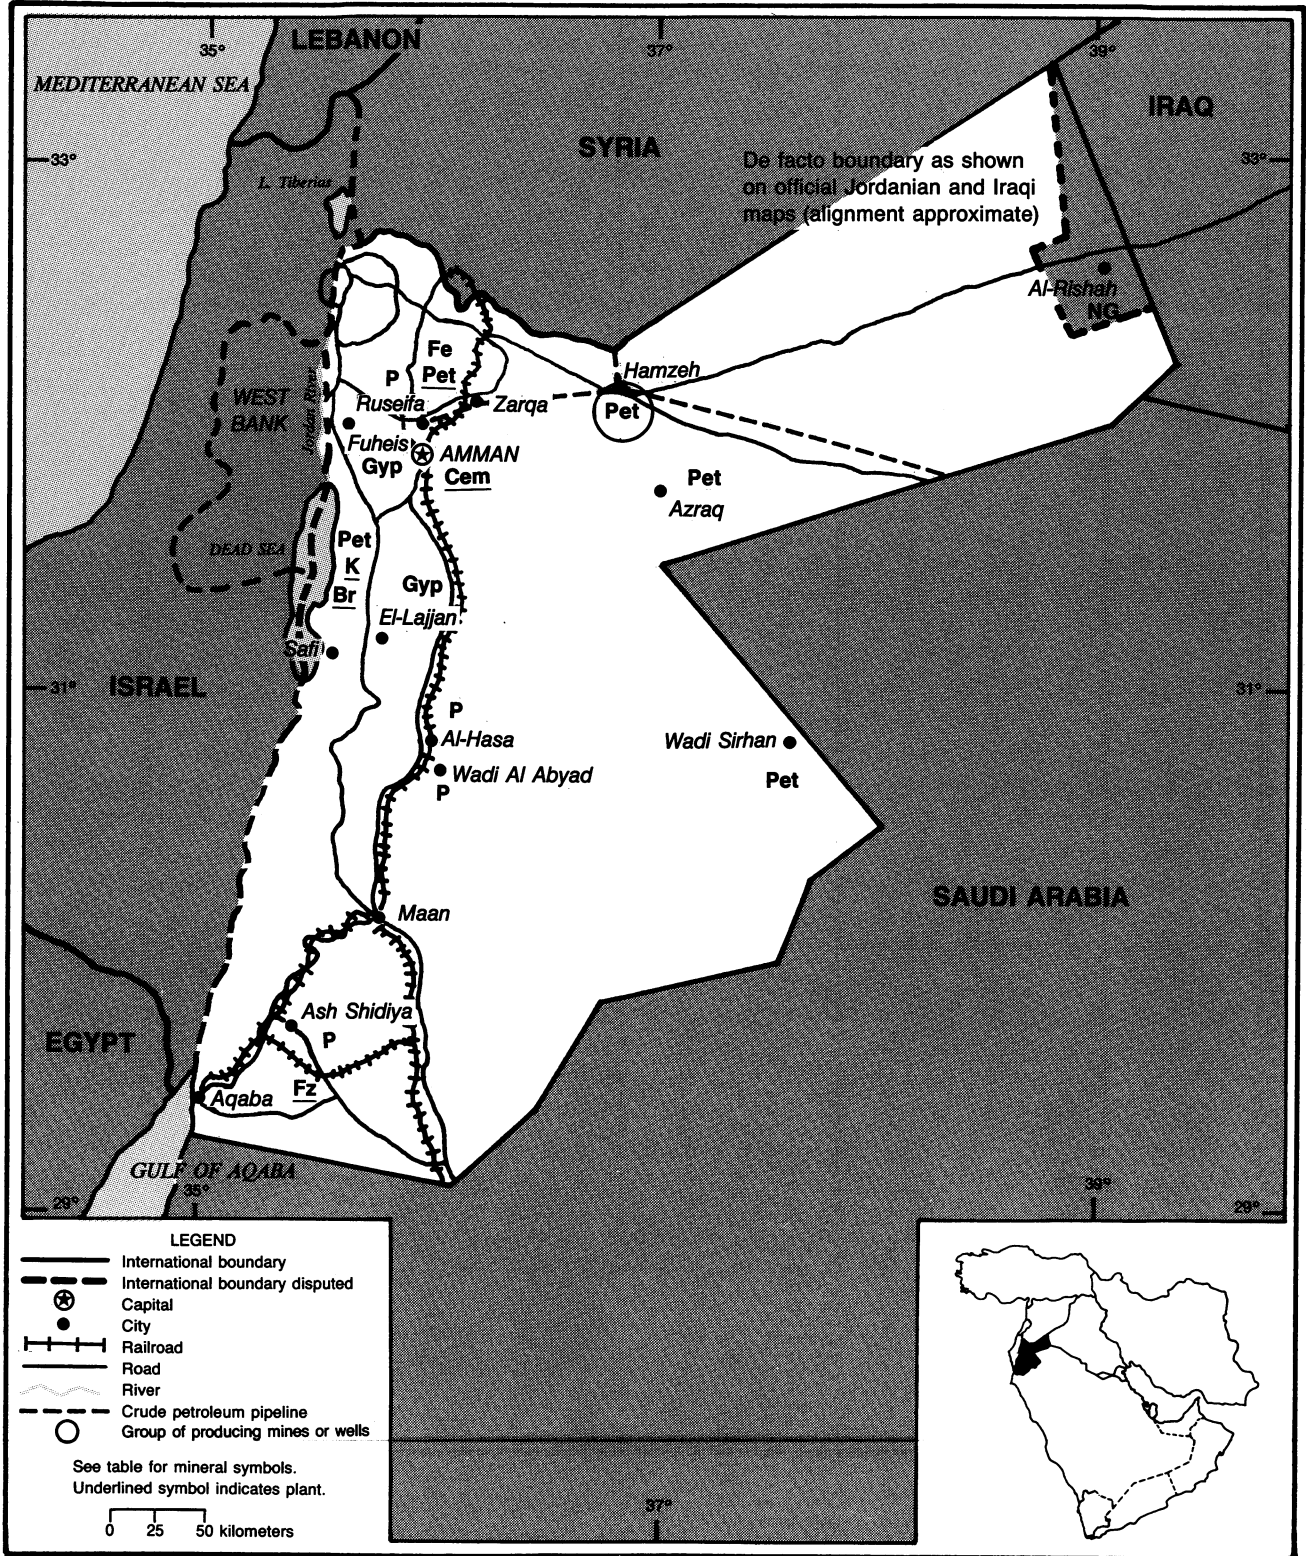 35°
LEBANON
37°
39°
MEDITERRANEAN SEA
IRAQ
SYRIA
33°
De facto boundary as shown
on official Jordanian and Iraqi
maps (alignment approximate)
33°
L. Tiberias
Al-Rishah
NG
Fe
P
Pet
Hamzeh
WEST
BANK
Jordan River
Ruseifa
Zarqa
Pet
Fuheis
Gyp
AMMAN
Cem
Pet
Azraq
DEAD SEA
Pet
K
Br
Gyp
El-Lajjan
Safi
31°
ISRAEL
31°
P
Al-Hasa
Wadi Sirhan
Wadi Al Abyad
P
Pet
SAUDI ARABIA
Maan
Ash Shidiya
P
EGYPT
Fz
Aqaba
GULF OF AQABA
35°
39°
29°
29°
LEGEND
International boundary
International boundary disputed
Capital
City
Railroad
Road
River
Crude petroleum pipeline
Group of producing mines or wells
See table for mineral symbols.
Underlined symbol indicates plant.
0 25 50 kilometers
37°